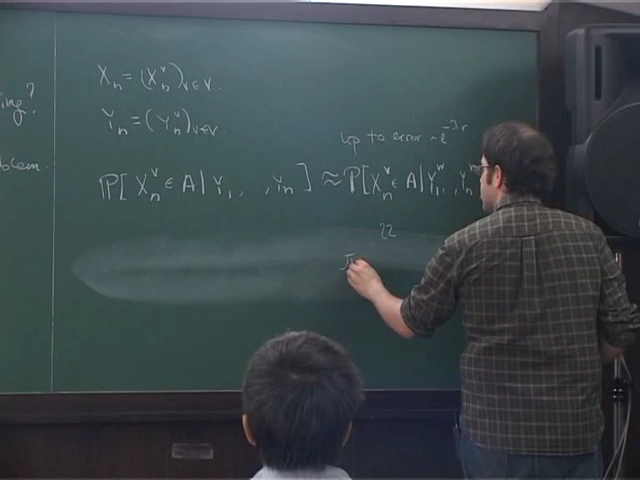 ing?
blem
X_n = (X_n^v)_{v∈V}.
Y_n = (Y_n^v)_{v∈V}.
up to error ~ e^{-λr}
P[X_n^v ∈ A | Y_1, , Y_n] ≈ P[X_n^v ∈ A | Y_1^w, , Y_n^w
≀≀